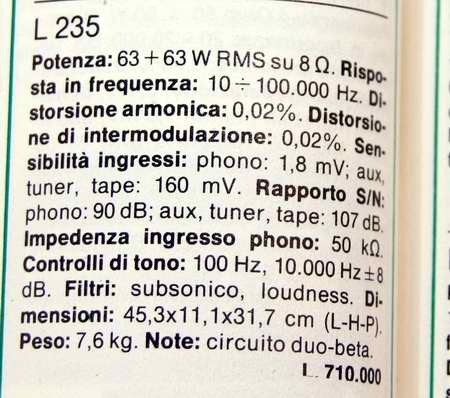 L 235
Potenza: 63 + 63 W RMS su 8 Ω. Rispo-
sta in frequenza: 10 ÷ 100.000 Hz. Di-
storsione armonica: 0,02%. Distorsio-
ne di intermodulazione: 0,02%. Sen-
sibilità ingressi: phono: 1,8 mV; aux,
tuner, tape: 160 mV. Rapporto S/N:
phono: 90 dB; aux, tuner, tape: 107 dB.
Impedenza ingresso phono: 50 kΩ.
Controlli di tono: 100 Hz, 10.000 Hz ± 8
dB. Filtri: subsonico, loudness. Di-
mensioni: 45,3x11,1x31,7 cm (L-H-P).
Peso: 7,6 kg. Note: circuito duo-beta.
L. 710.000